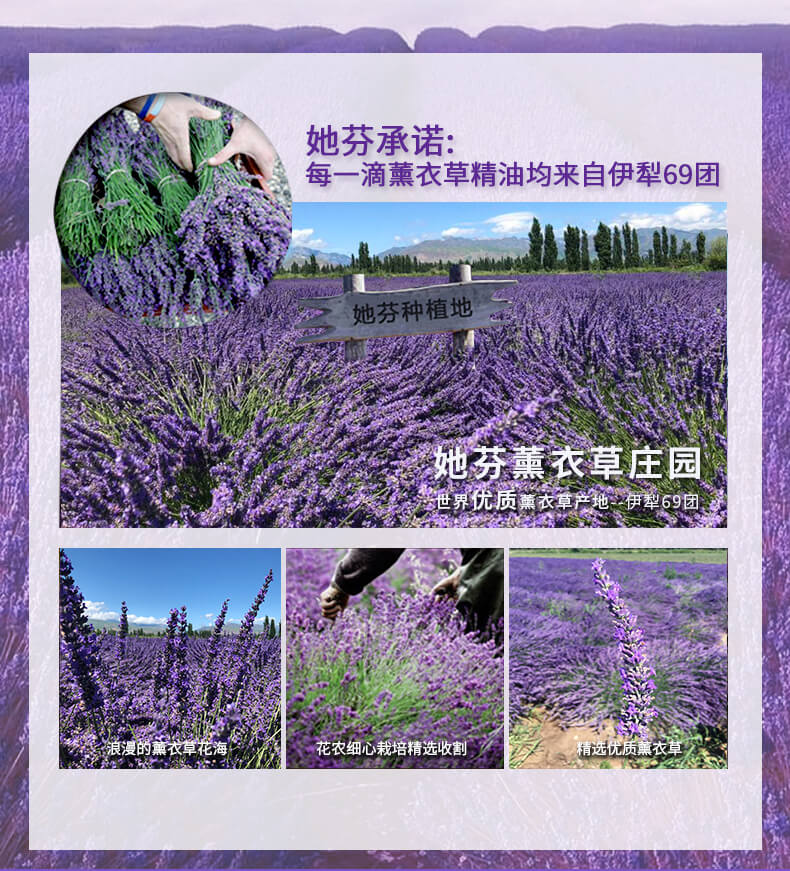 她芬承诺:
每一滴薰衣草精油均来自伊犁69团
她芬种植地
她芬薰衣草庄园
世界优质薰衣草产地--伊犁69团
浪漫的薰衣草花海
花农细心栽培精选收割
精选优质薰衣草